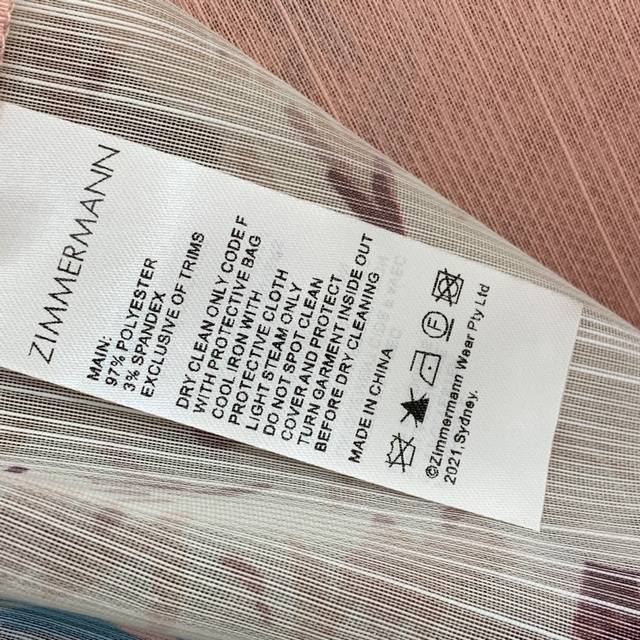 ZIMMERMANN
MAIN:
97% POLYESTER
3% SPANDEX
EXCLUSIVE OF TRIMS
DRY CLEAN ONLY CODE F
WITH PROTECTIVE BAG
COOL IRON WITH
PROTECTIVE CLOTH
LIGHT STEAM ONLY
DO NOT SPOT CLEAN
COVER AND PROTECT
TURN GARMENT INSIDE OUT
BEFORE DRY CLEANING
MADE IN CHINA
F
©Zimmermann Wear Pty Ltd
2021,Sydney.